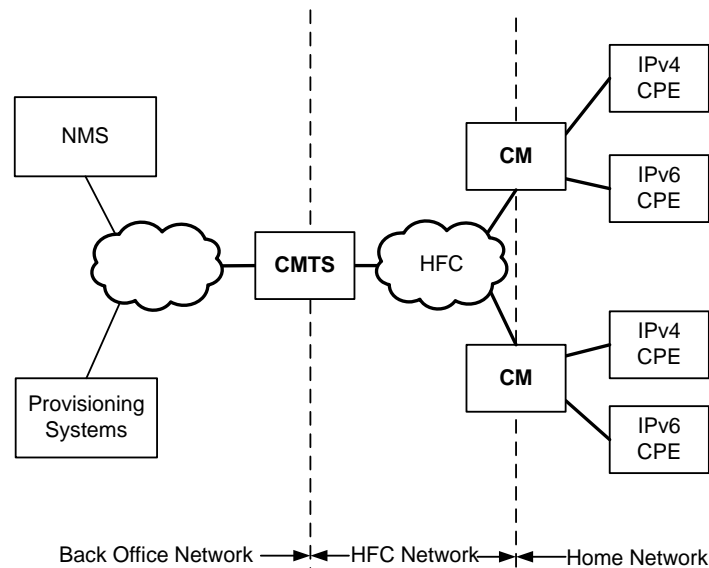 IPv4
CPE
NMS
CM
IPv6
CPE
CMTS
HFC
IPv4
CPE
CM
Provisioning
Systems
IPv6
CPE
Back Office Network
HFC Network
Home Network